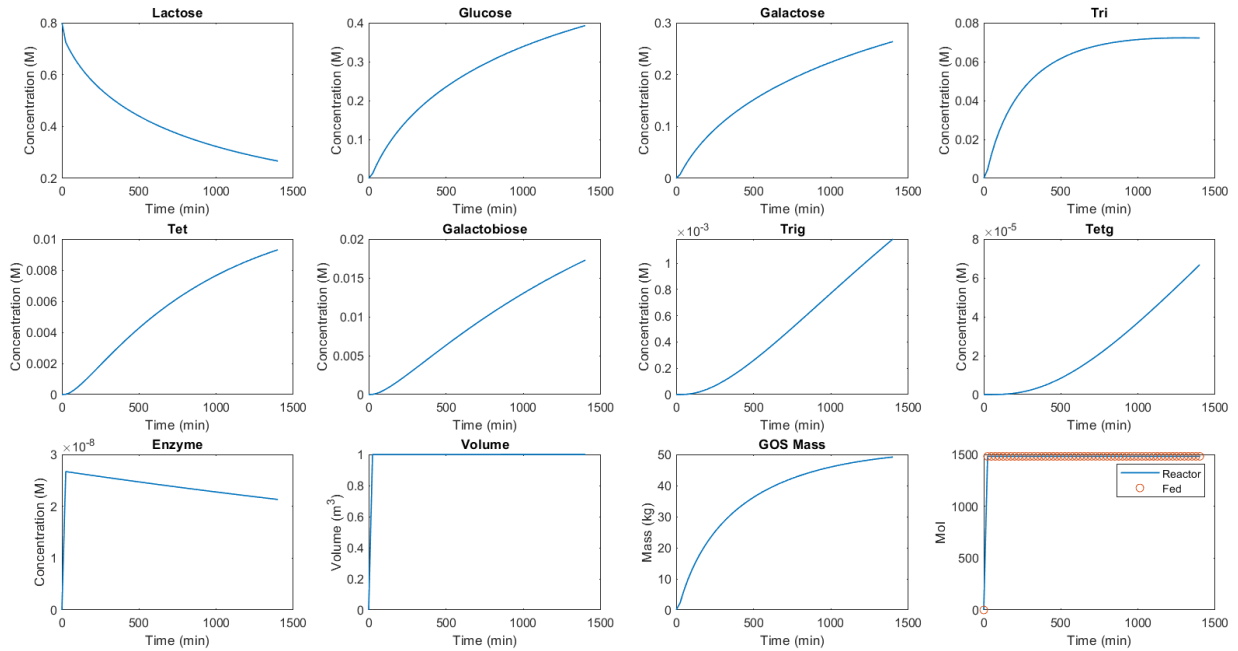 Lactose
Concentration (M)
0.8
0.6
0.4
0.2
0 500 1000 1500
Time (min)
Glucose
Concentration (M)
0.4
0.3
0.2
0.1
0
0 500 1000 1500
Time (min)
Galactose
Concentration (M)
0.3
0.2
0.1
0
0 500 1000 1500
Time (min)
Tri
Concentration (M)
0.08
0.06
0.04
0.02
0
0 500 1000 1500
Time (min)
Tet
Concentration (M)
0.01
0.008
0.006
0.004
0.002
0
0 500 1000 1500
Time (min)
Galactobiose
Concentration (M)
0.02
0.015
0.01
0.005
0
0 500 1000 1500
Time (min)
Trig
×10⁻³
Concentration (M)
1
0.8
0.6
0.4
0.2
0
0 500 1000 1500
Time (min)
Tetg
×10⁻⁵
Concentration (M)
8
6
4
2
0
0 500 1000 1500
Time (min)
Enzyme
×10⁻⁸
Concentration (M)
3
2
1
0
0 500 1000 1500
Time (min)
Volume
Volume (m³)
1
0.8
0.6
0.4
0.2
0
0 500 1000 1500
Time (min)
GOS Mass
Mass (kg)
50
40
30
20
10
0
0 500 1000 1500
Time (min)
Mol
1500
1000
500
0
Reactor
Fed
0 500 1000 1500
Time (min)